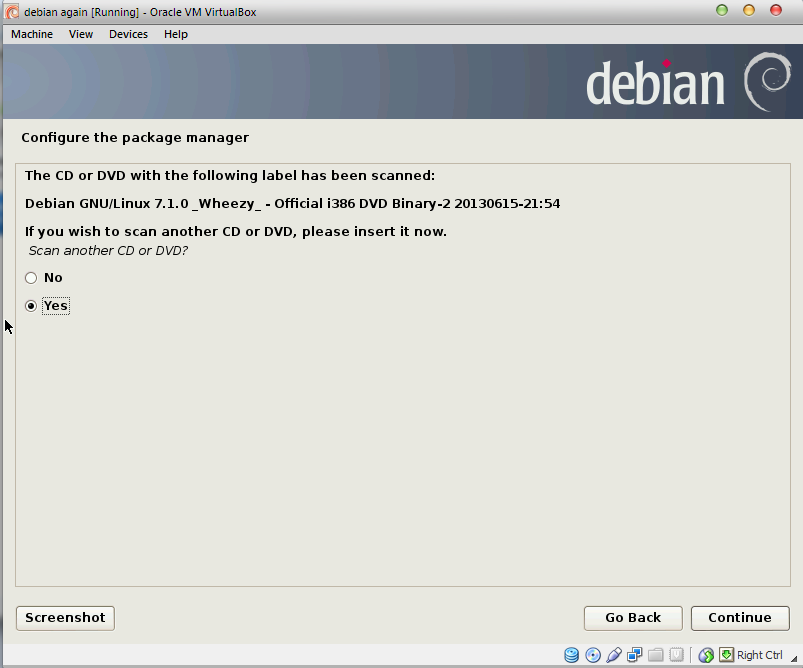 debian again [Running] - Oracle VM VirtualBox
Machine View Devices Help
debian
Configure the package manager
The CD or DVD with the following label has been scanned:
Debian GNU/Linux 7.1.0 _Wheezy_ - Official i386 DVD Binary-2 20130615-21:54
If you wish to scan another CD or DVD, please insert it now.
Scan another CD or DVD?
No
Yes
Screenshot Go Back Continue
Right Ctrl